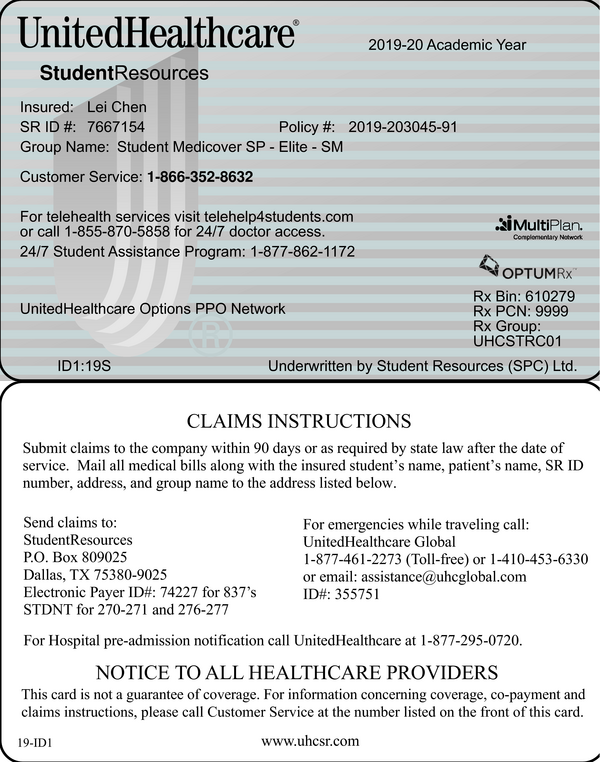 UnitedHealthcare®
2019-20 Academic Year
StudentResources
Insured: Lei Chen
SR ID #: 7667154 Policy #: 2019-203045-91
Group Name: Student Medicover SP - Elite - SM
Customer Service: 1-866-352-8632
For telehealth services visit telehelp4students.com
or call 1-855-870-5858 for 24/7 doctor access.
24/7 Student Assistance Program: 1-877-862-1172
MultiPlan.
Complementary Network
OPTUMRx™
UnitedHealthcare Options PPO Network
Rx Bin: 610279
Rx PCN: 9999
Rx Group:
UHCSTRC01
®
ID1:19S Underwritten by Student Resources (SPC) Ltd.
CLAIMS INSTRUCTIONS
Submit claims to the company within 90 days or as required by state law after the date of
service. Mail all medical bills along with the insured student’s name, patient’s name, SR ID
number, address, and group name to the address listed below.
Send claims to:
StudentResources
P.O. Box 809025
Dallas, TX 75380-9025
Electronic Payer ID#: 74227 for 837’s
STDNT for 270-271 and 276-277
For emergencies while traveling call:
UnitedHealthcare Global
1-877-461-2273 (Toll-free) or 1-410-453-6330
or email: assistance@uhcglobal.com
ID#: 355751
For Hospital pre-admission notification call UnitedHealthcare at 1-877-295-0720.
NOTICE TO ALL HEALTHCARE PROVIDERS
This card is not a guarantee of coverage. For information concerning coverage, co-payment and
claims instructions, please call Customer Service at the number listed on the front of this card.
19-ID1 www.uhcsr.com